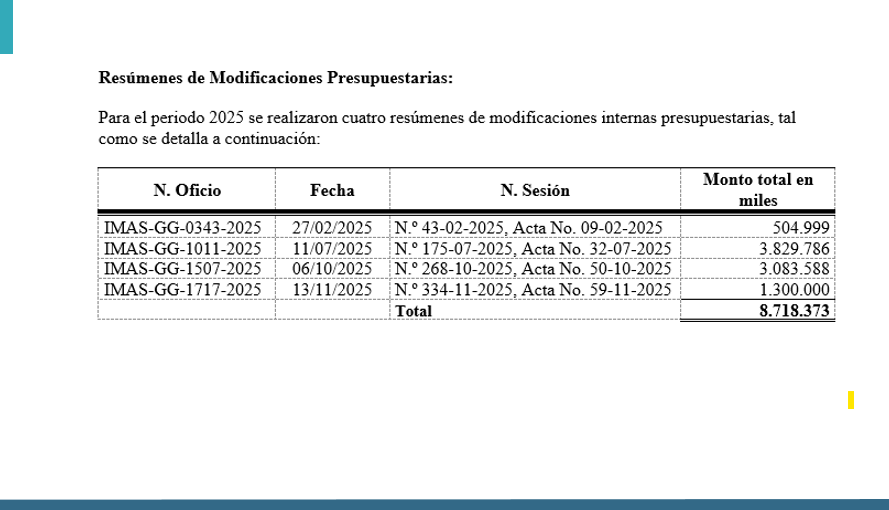 Resúmenes de Modificaciones Presupuestarias:
Para el periodo 2025 se realizaron cuatro resúmenes de modificaciones internas presupuestarias, tal
como se detalla a continuación:
N. Oficio Fecha N. Sesión Monto total en miles
IMAS-GG-0343-2025 27/02/2025 N.º 43-02-2025, Acta No. 09-02-2025 504.999
IMAS-GG-1011-2025 11/07/2025 N.º 175-07-2025, Acta No. 32-07-2025 3.829.786
IMAS-GG-1507-2025 06/10/2025 N.º 268-10-2025, Acta No. 50-10-2025 3.083.588
IMAS-GG-1717-2025 13/11/2025 N.º 334-11-2025, Acta No. 59-11-2025 1.300.000
Total 8.718.373